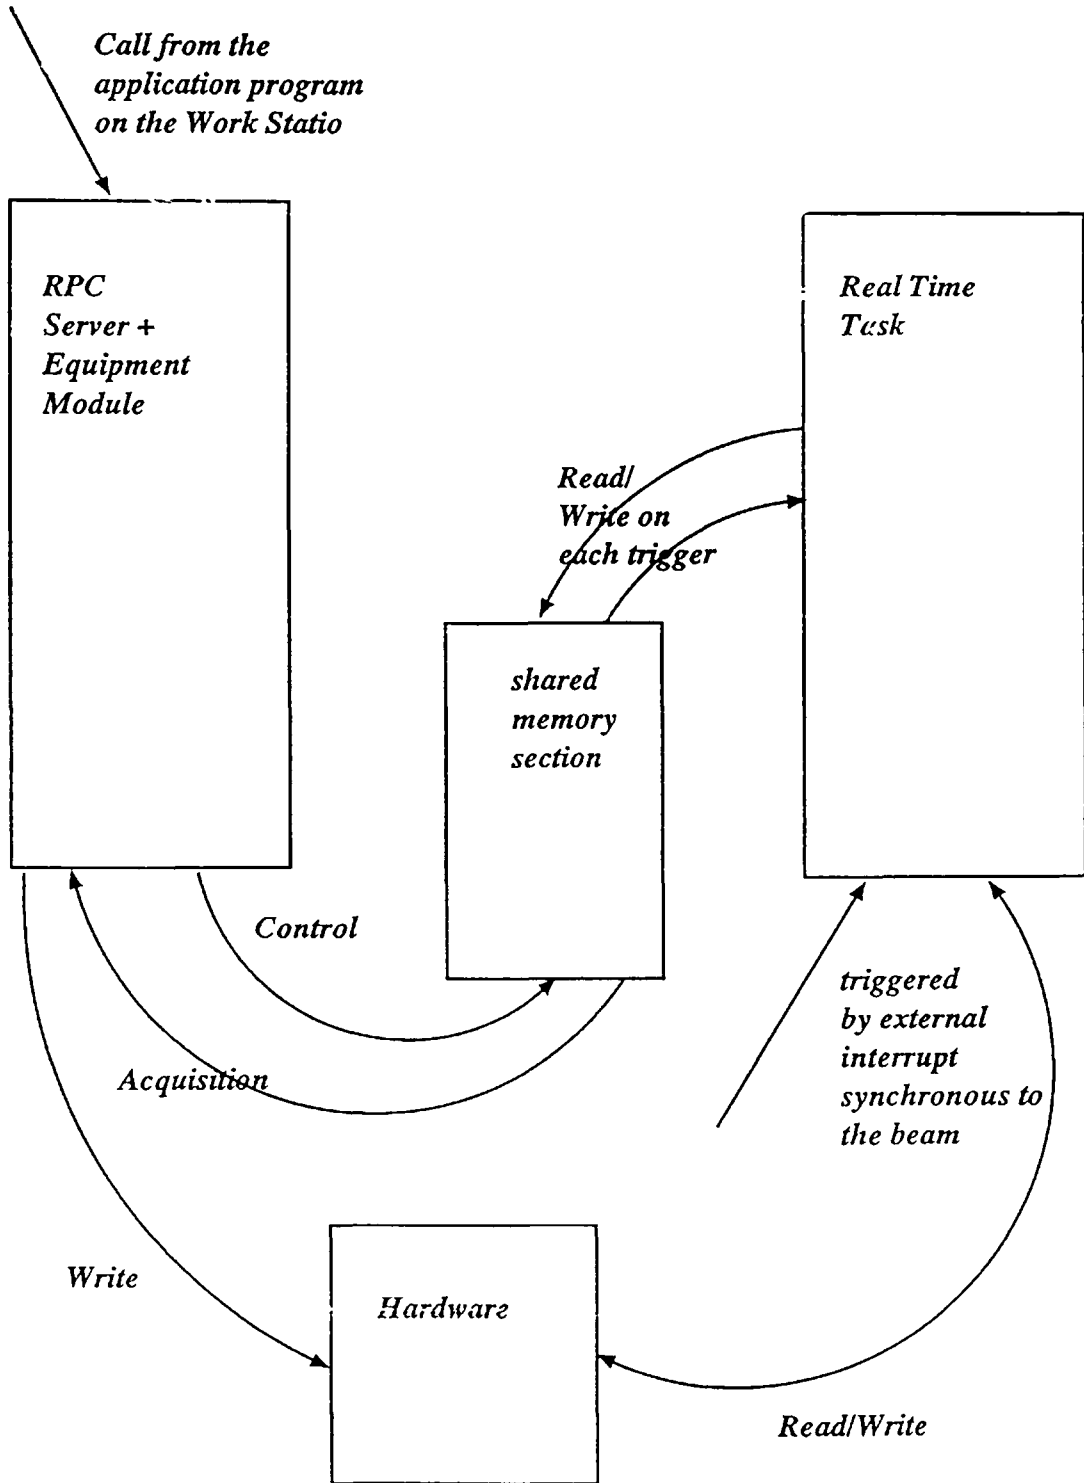 Call from the
application program
on the Work Statio
RPC
Server +
Equipment
Module
Real Time
Task
Read/
Write on
each trigger
shared
memory
section
Control
Acquisition
triggered
by external
interrupt
synchronous to
the beam
Write
Hardware
Read/Write